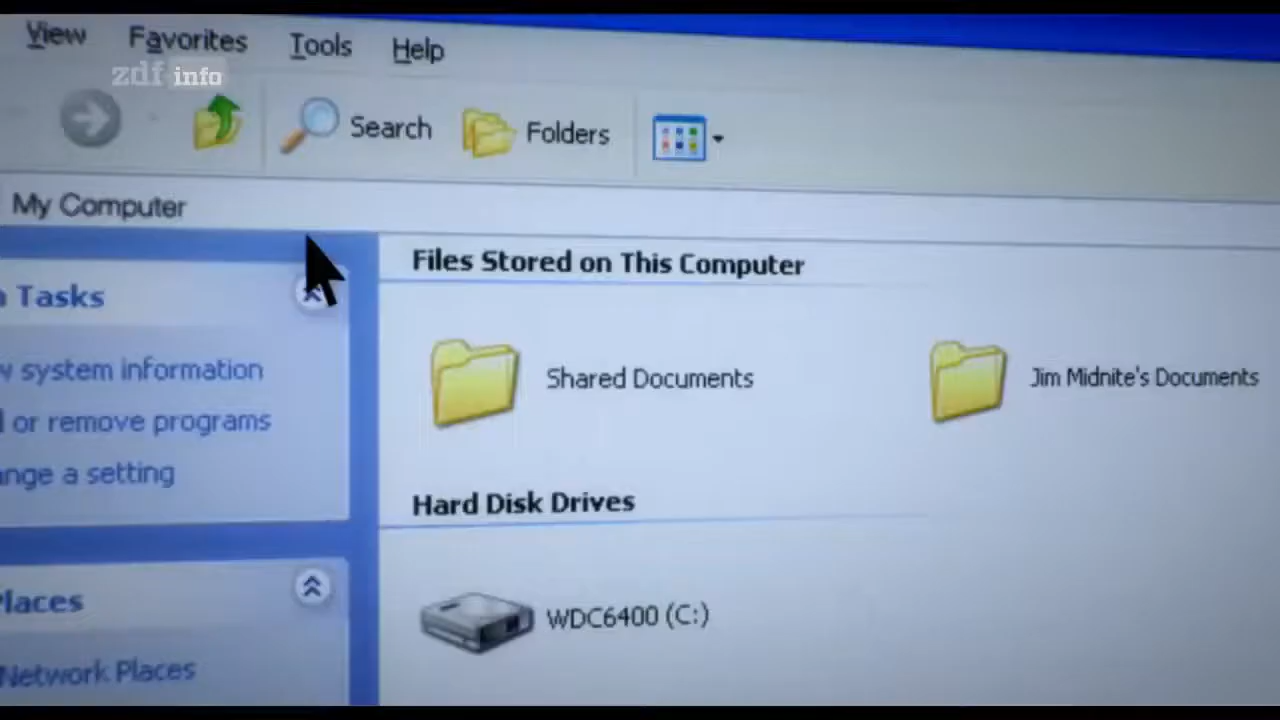 View Favorites Tools Help
zdf info
Search Folders
My Computer
Tasks
Files Stored on This Computer
system information
or remove programs
a setting
Shared Documents
Jim Midnite's Documents
Hard Disk Drives
WDC6400 (C:)
Places
Network Places